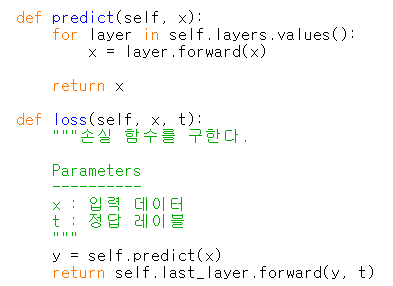 def predict(self, x):
    for layer in self.layers.values():
        x = layer.forward(x)

    return x

def loss(self, x, t):
    """손실 함수를 구한다.

    Parameters
    ----------
    x : 입력 데이터
    t : 정답 레이블
    """
    y = self.predict(x)
    return self.last_layer.forward(y, t)